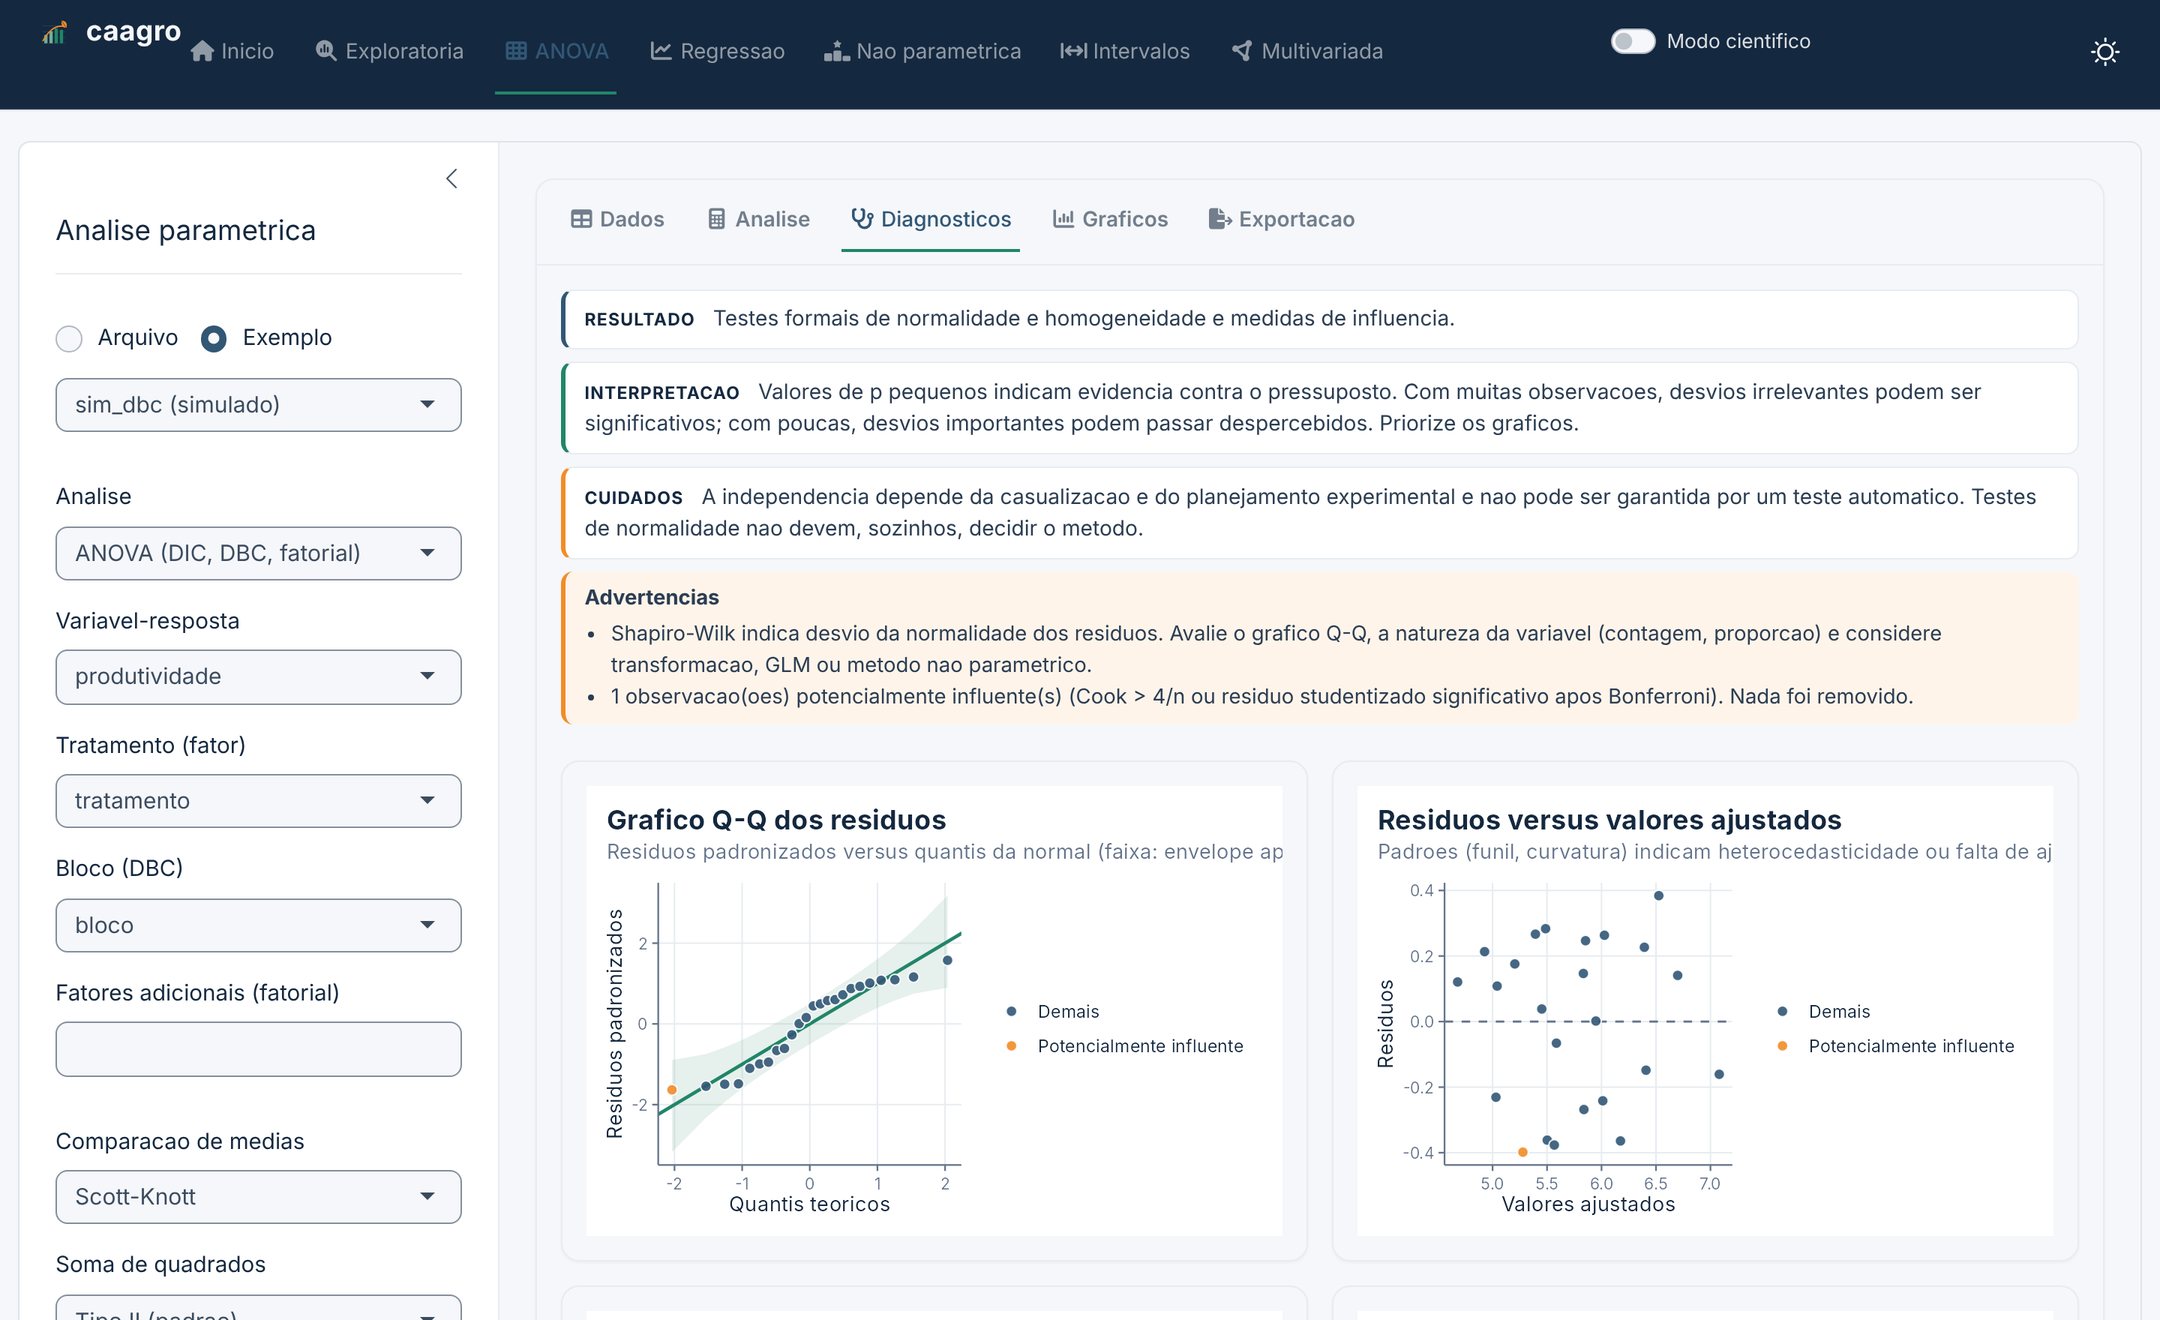 caagro
Inicio
Exploratoria
ANOVA
Regressao
Nao parametrica
Intervalos
Multivariada
Modo cientifico
Analise parametrica
Arquivo
Exemplo
sim_dbc (simulado)
Analise
ANOVA (DIC, DBC, fatorial)
Variavel-resposta
produtividade
Tratamento (fator)
tratamento
Bloco (DBC)
bloco
Fatores adicionais (fatorial)
Comparacao de medias
Scott-Knott
Soma de quadrados
Tipo II (padrao)
Dados
Analise
Diagnosticos
Graficos
Exportacao
RESULTADO Testes formais de normalidade e homogeneidade e medidas de influencia.
INTERPRETACAO Valores de p pequenos indicam evidencia contra o pressuposto. Com muitas observacoes, desvios irrelevantes podem ser
significativos; com poucas, desvios importantes podem passar despercebidos. Priorize os graficos.
CUIDADOS A independencia depende da casualizacao e do planejamento experimental e nao pode ser garantida por um teste automatico. Testes
de normalidade nao devem, sozinhos, decidir o metodo.
Advertencias
• Shapiro-Wilk indica desvio da normalidade dos residuos. Avalie o grafico Q-Q, a natureza da variavel (contagem, proporcao) e considere
transformacao, GLM ou metodo nao parametrico.
• 1 observacao(oes) potencialmente influente(s) (Cook > 4/n ou residuo studentizado significativo apos Bonferroni). Nada foi removido.
Grafico Q-Q dos residuos
Residuos padronizados versus quantis da normal (faixa: envelope ap
Residuos padronizados
2
0
-2
-2
-1
0
1
2
Quantis teoricos
Demais
Potencialmente influente
Residuos versus valores ajustados
Padroes (funil, curvatura) indicam heterocedasticidade ou falta de aj
Residuos
0.4
0.2
0.0
-0.2
-0.4
5.0
5.5
6.0
6.5
7.0
Valores ajustados
Demais
Potencialmente influente